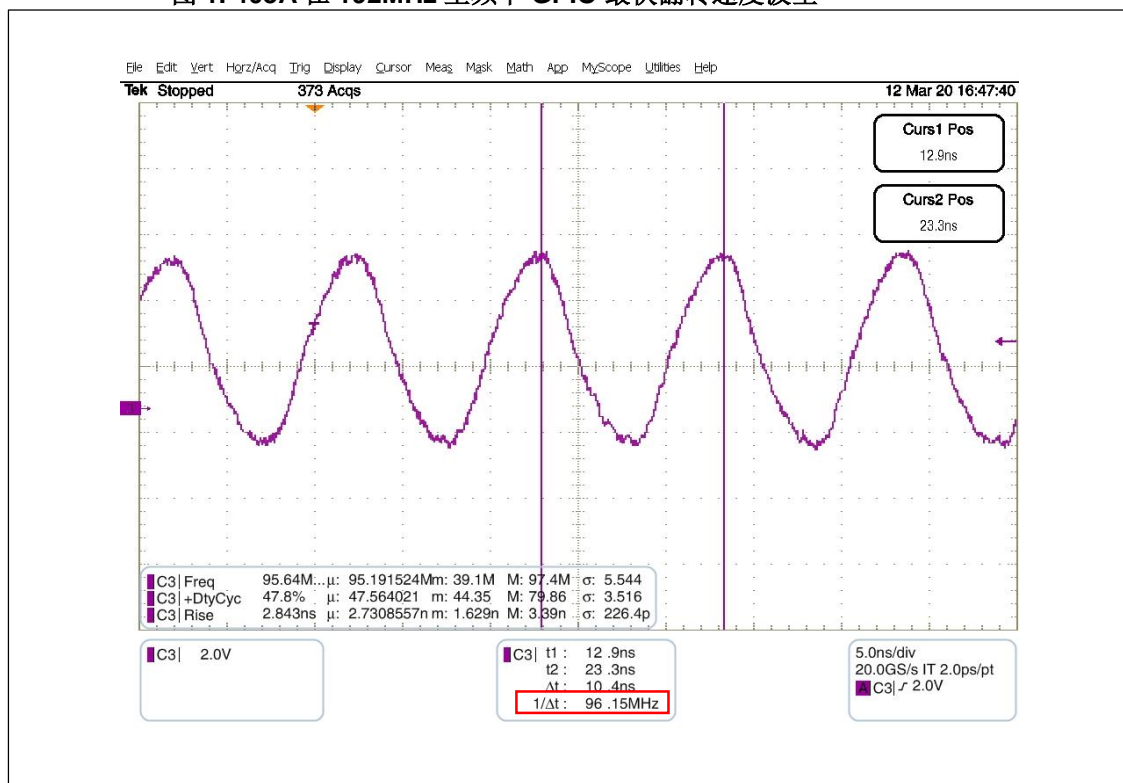 File Edit Vert Horz/Acq Trig Display Cursor Meas Mask Math App MyScope Utilities Help
Tek Stopped 373 Acqs 12 Mar 20 16:47:40
Curs1 Pos
12.9ns
Curs2 Pos
23.3ns
C3 Freq 95.64M...µ: 95.191524Mm: 39.1M M: 97.4M σ: 5.544
C3 +DtyCyc 47.8% µ: 47.564021 m: 44.35 M: 79.86 σ: 3.516
C3 Rise 2.843ns µ: 2.7308557n m: 1.629n M: 3.39n σ: 226.4p
C3 2.0V
C3 t1 : 12 .9ns
t2 : 23 .3ns
Δt : 10 .4ns
1/Δt : 96 .15MHz
5.0ns/div
20.0GS/s IT 2.0ps/pt
A C3 2.0V